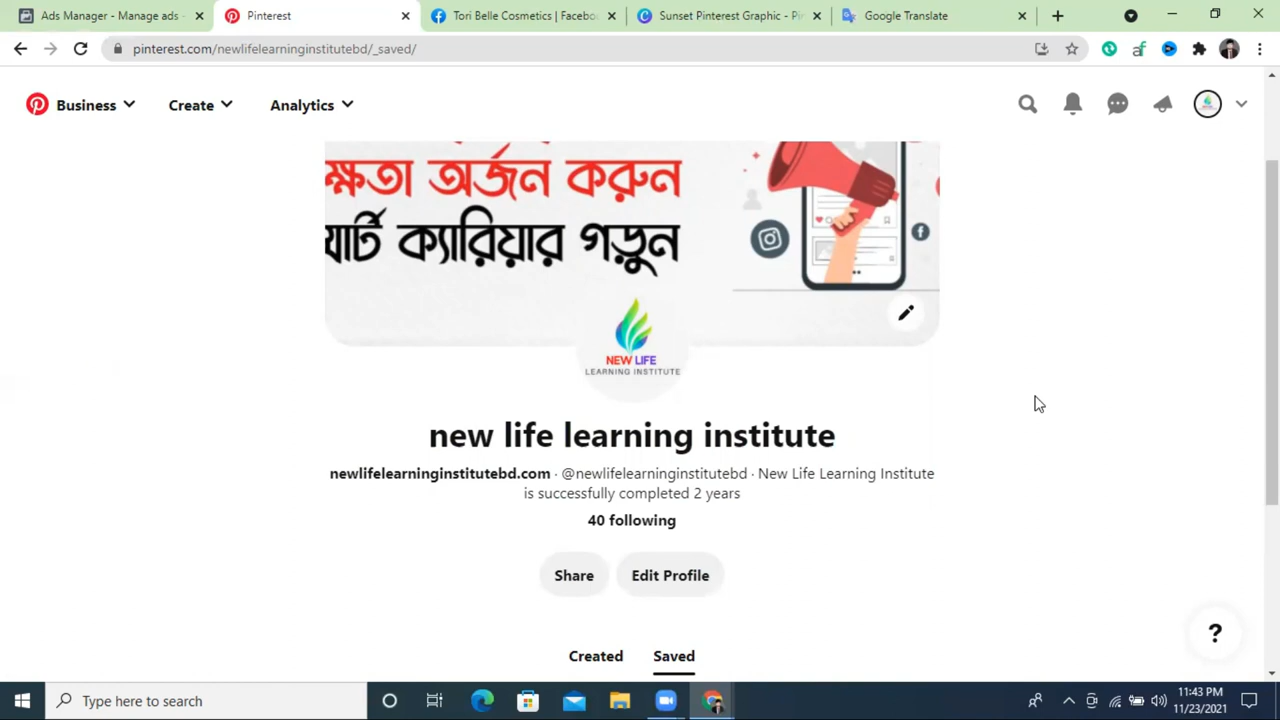 Ads Manager - Manage ads -
Pinterest
Tori Belle Cosmetics | Facebo
Sunset Pinterest Graphic - Pi
Google Translate
pinterest.com/newlifelearninginstitutebd/_saved/
Business
Create
Analytics
ক্ষতা অর্জন করুন
মার্ট ক্যারিয়ার গড়ুন
NEW LIFE
LEARNING INSTITUTE
new life learning institute
newlifelearninginstitutebd.com · @newlifelearninginstitutebd · New Life Learning Institute
is successfully completed 2 years
40 following
Share
Edit Profile
?
Created
Saved
Type here to search
11:43 PM
11/23/2021